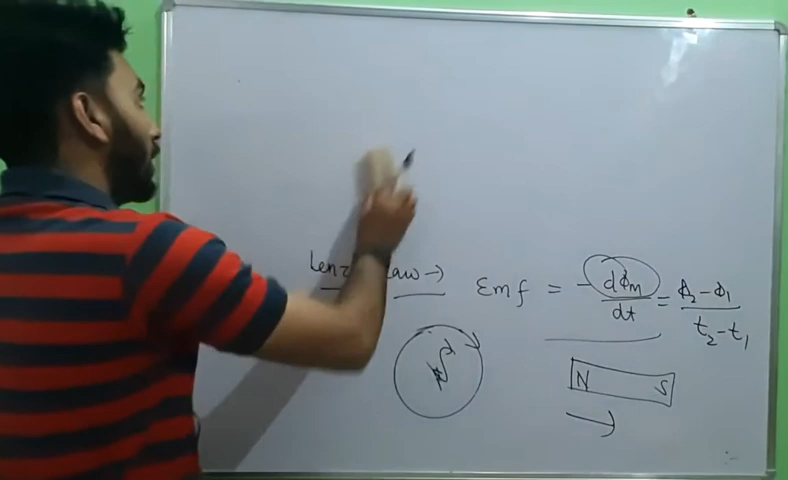 Lenz Law → Emf = - dΦm/dt = Φ2-Φ1/t2-t1
N S